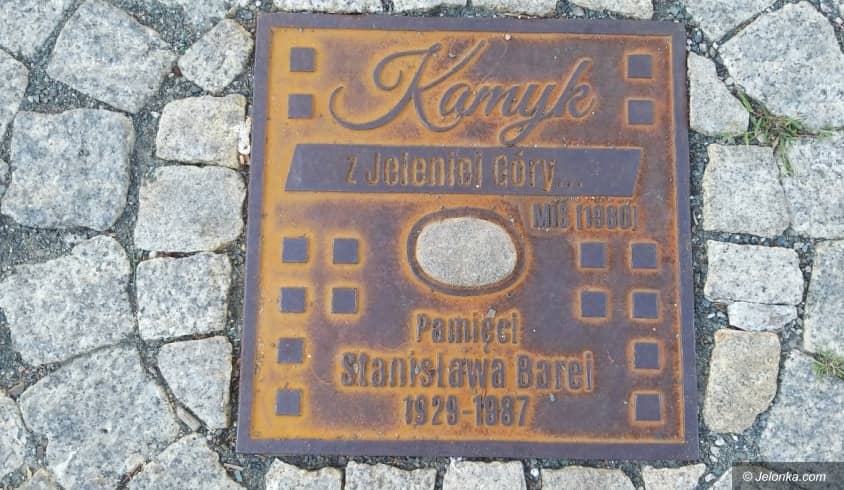 Kamyk
z Jeleniej Góry...
MIŚ [1980]
Pamięci
Stanisława Barei
1929-1987
© Jelonka.com